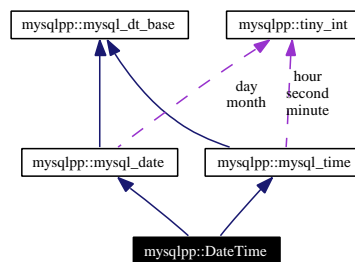 mysqlpp::mysql_dt_base
mysqlpp::tiny_int
day
month
hour
second
minute
mysqlpp::mysql_date
mysqlpp::mysql_time
mysqlpp::DateTime